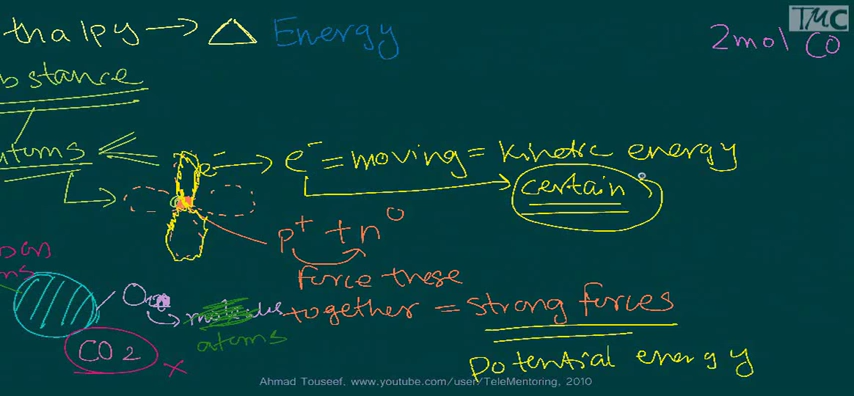 thalpy → △ Energy
TMC
2mol CO
bstance
atoms
e⁻ → e⁻ = moving = kinetic energy
certain
p⁺ + n⁰
Force these
together = strong forces
atoms
CO2 x
potential energy
Ahmad Touseef, www.youtube.com/user/TeleMentoring, 2010